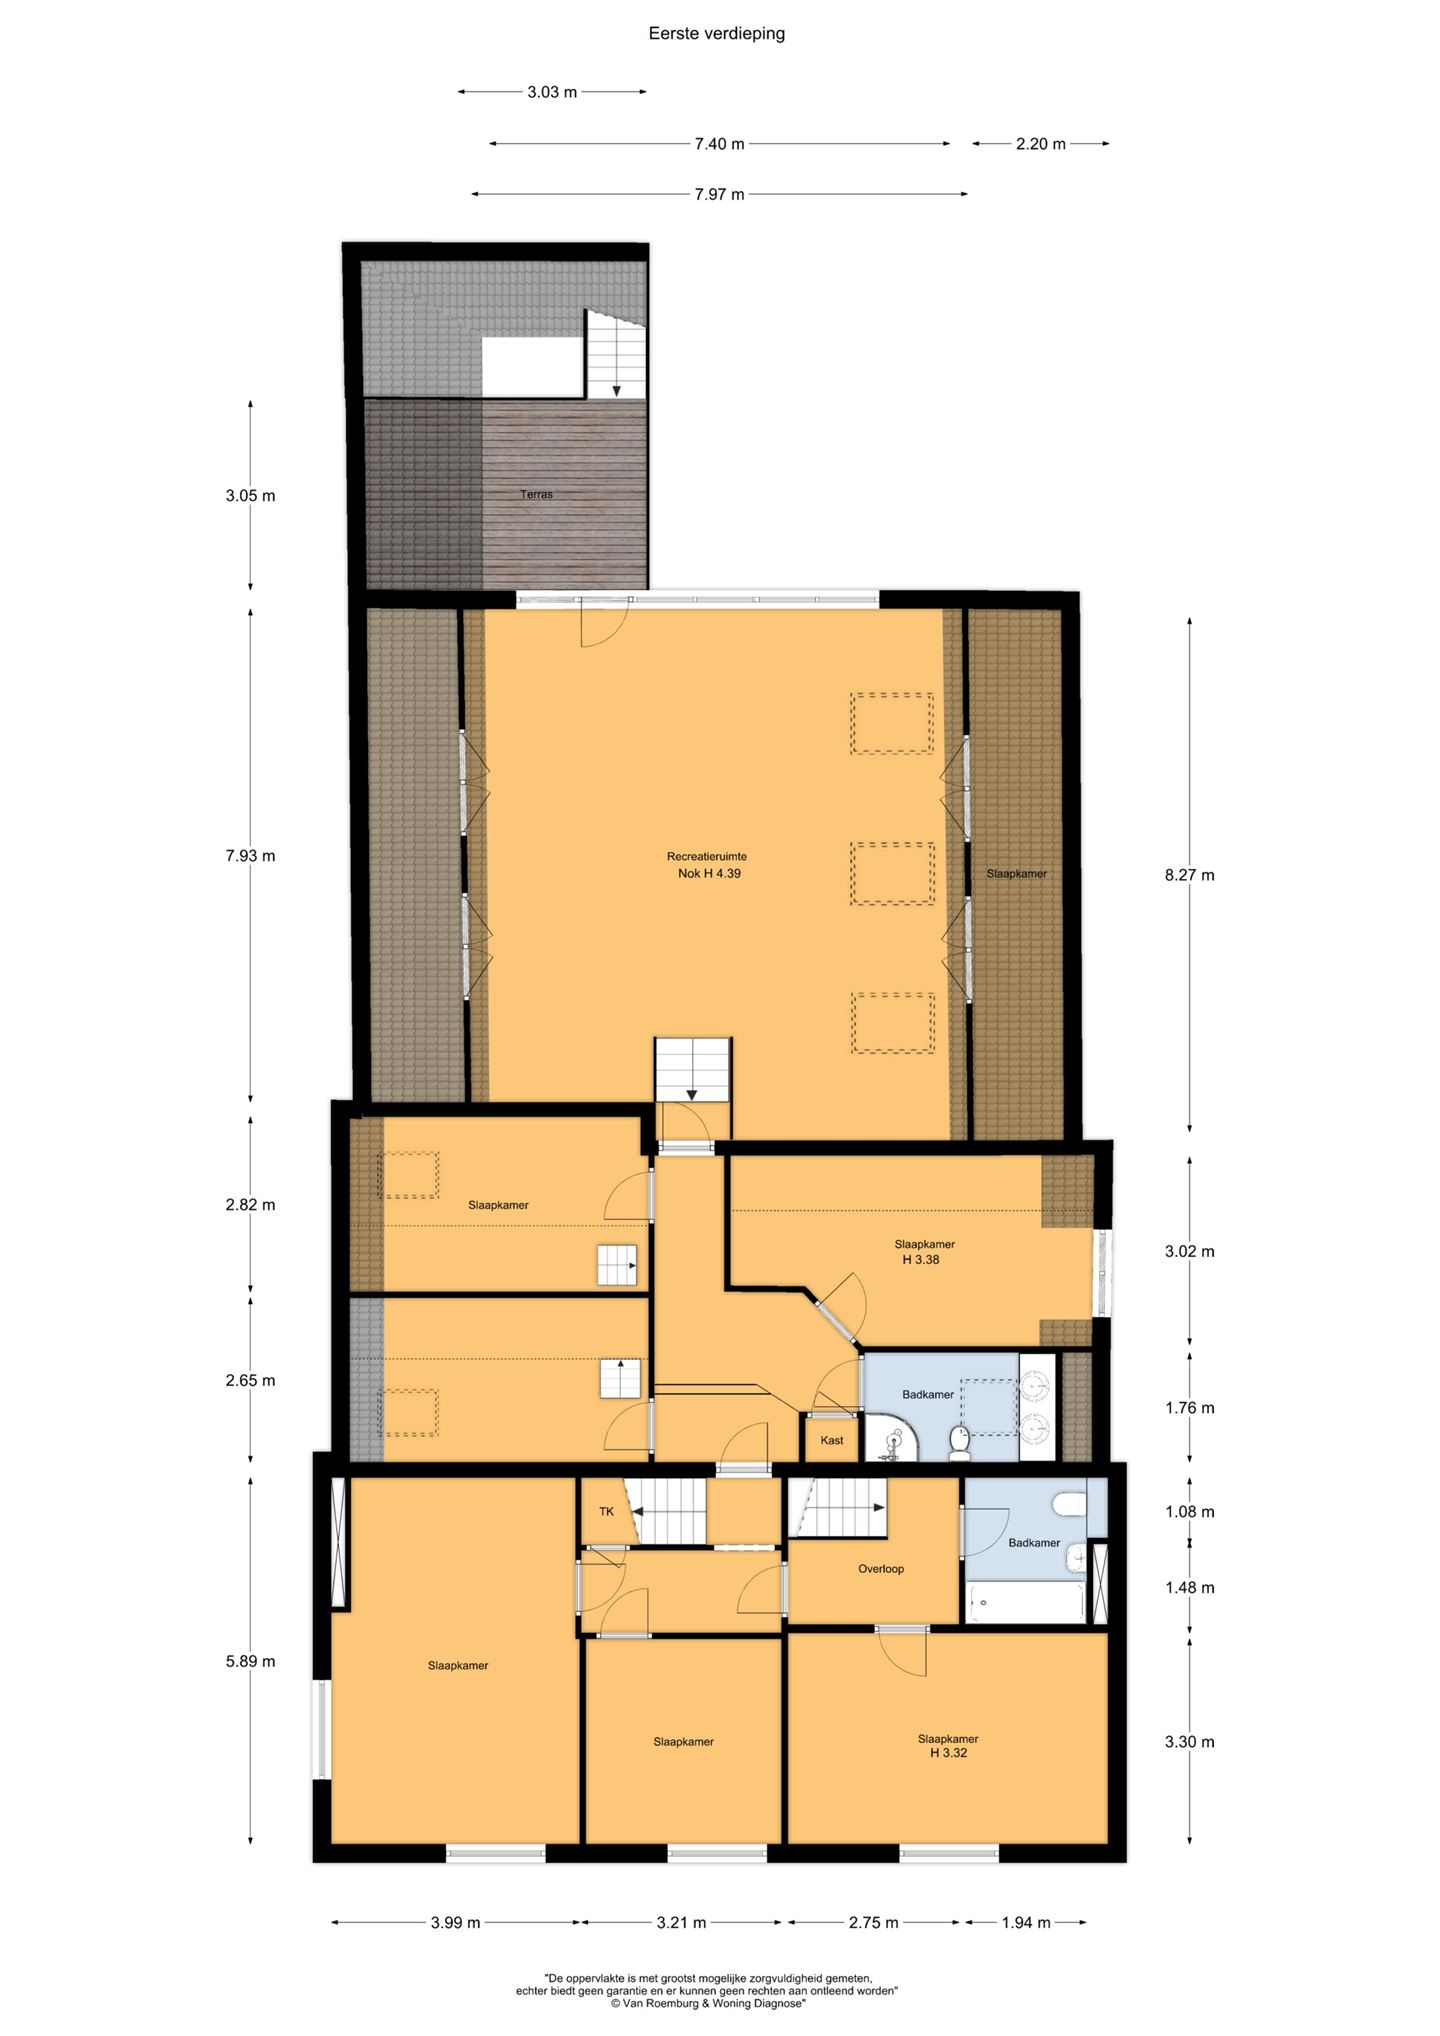 Eerste verdieping
3.03 m
7.40 m
2.20 m
7.97 m
3.05 m
Terras
7.93 m
Recreatieruimte
Nok H 4.39
Slaapkamer
8.27 m
2.82 m
Slaapkamer
Slaapkamer
H 3.38
3.02 m
2.65 m
Badkamer
1.76 m
Kast
TK
1.08 m
Badkamer
Overloop
1.48 m
5.89 m
Slaapkamer
Slaapkamer
Slaapkamer
H 3.32
3.30 m
3.99 m
3.21 m
2.75 m
1.94 m
"De oppervlakte is met grootst mogelijke zorgvuldigheid gemeten,
echter biedt geen garantie en er kunnen geen rechten aan ontleend worden"
© Van Roemburg & Woning Diagnose"